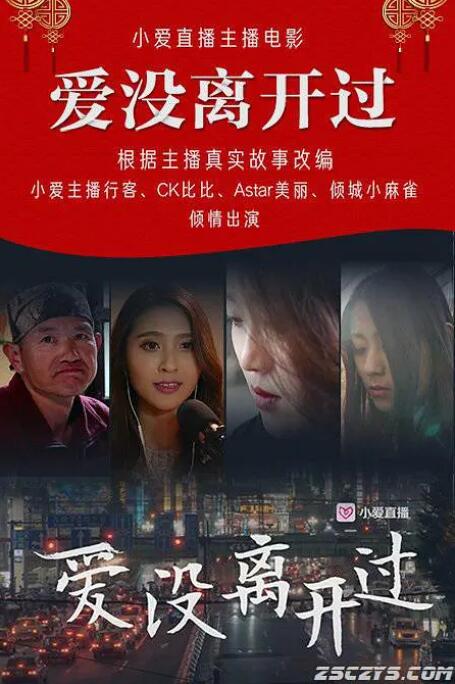 小爱直播主播电影
爱没离开过
根据主播真实故事改编
小爱主播行客、CK比比、Astar美丽、倾城小麻雀
倾情出演
小爱直播
爱没离开过
2SCZYS.COM